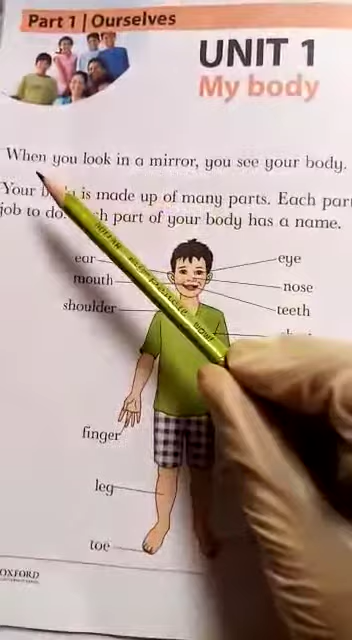 Part 1 | Ourselves
UNIT 1
My body
When you look in a mirror, you see your body.
Your is made up of many parts. Each part
job to do. part of your body has a name.
ear
eye
mouth
nose
shoulder
teeth
finger
leg
toe
OXFORD